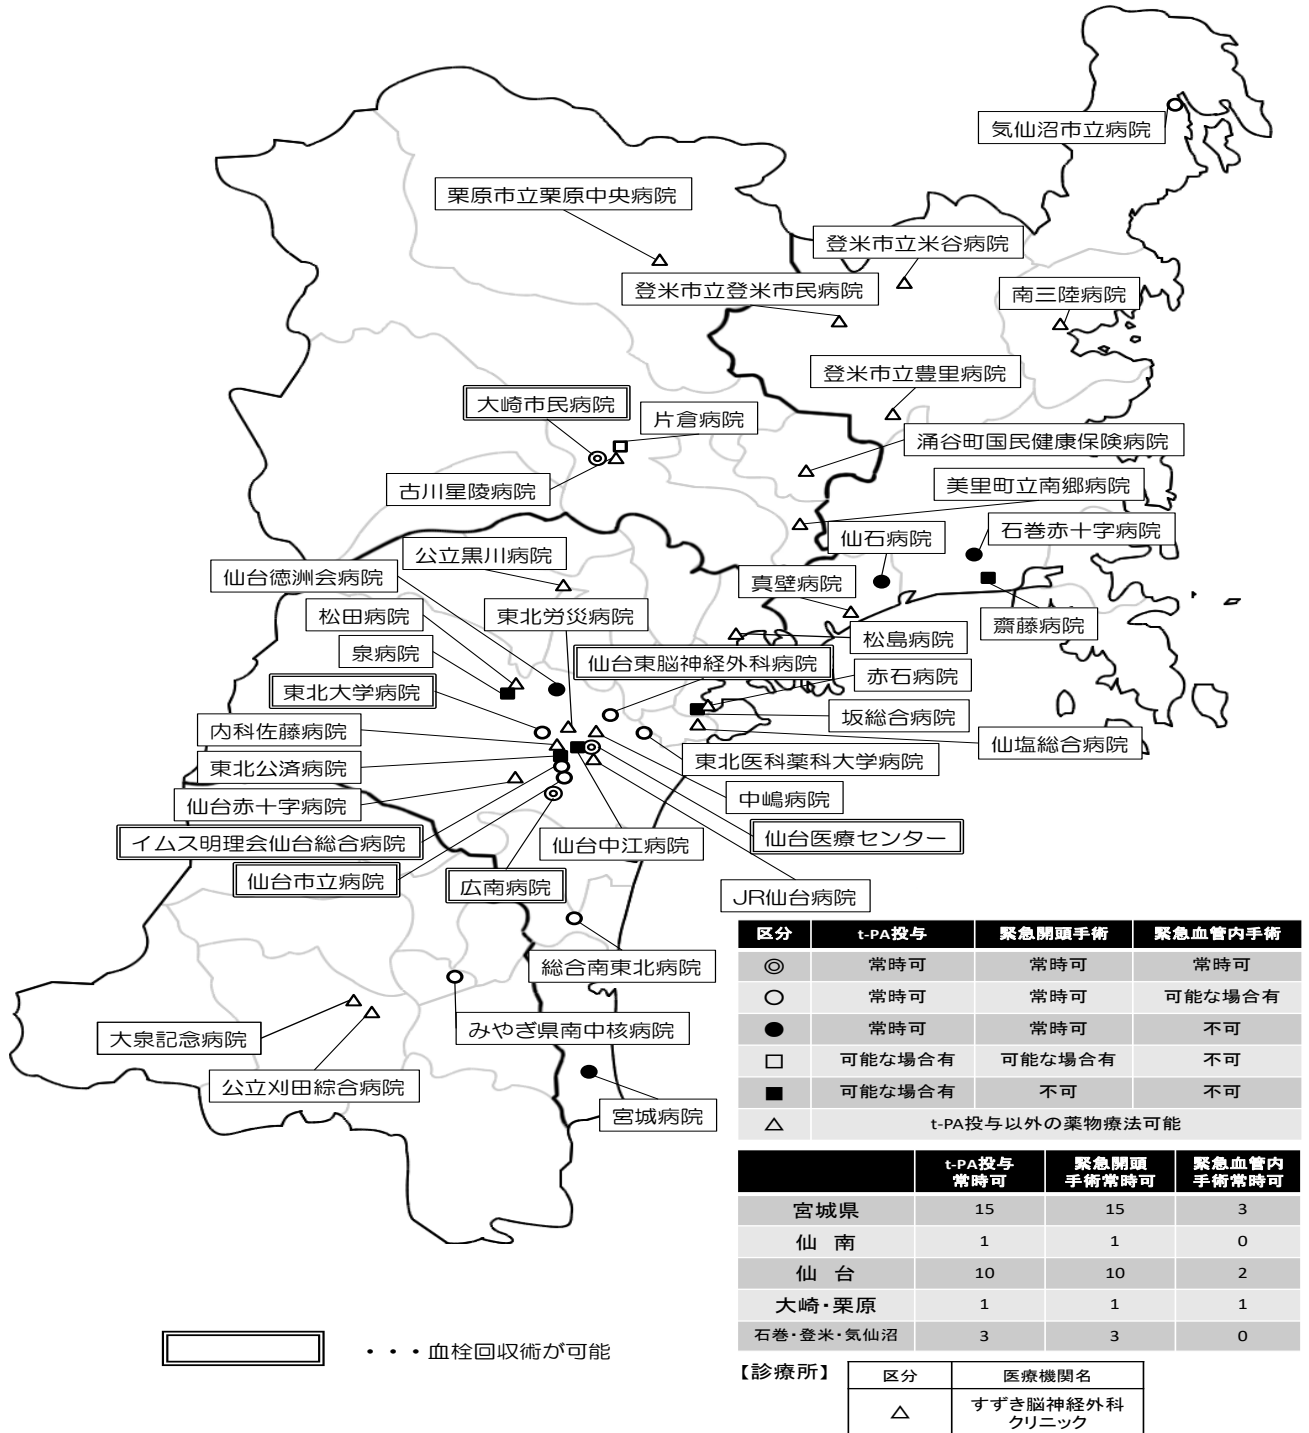 気仙沼市立病院
栗原市立栗原中央病院
登米市立米谷病院
登米市立登米市民病院
南三陸病院
登米市立豊里病院
大崎市民病院
片倉病院
涌谷町国民健康保険病院
古川星陵病院
美里町立南郷病院
仙石病院
石巻赤十字病院
公立黒川病院
仙台徳洲会病院
真壁病院
松田病院
東北労災病院
齋藤病院
松島病院
泉病院
仙台東脳神経外科病院
赤石病院
東北大学病院
坂総合病院
内科佐藤病院
仙塩総合病院
東北公済病院
東北医科薬科大学病院
仙台赤十字病院
中嶋病院
イムス明理会仙台総合病院
仙台中江病院
仙台医療センター
仙台市立病院
広南病院
JR仙台病院
総合南東北病院
大泉記念病院
みやぎ県南中核病院
公立刈田綜合病院
宮城病院
区分 t-PA投与 緊急開頭手術 緊急血管内手術
◎ 常時可 常時可 常時可
○ 常時可 常時可 可能な場合有
● 常時可 常時可 不可
□ 可能な場合有 可能な場合有 不可
■ 可能な場合有 不可 不可
△ t-PA投与以外の薬物療法可能
t-PA投与 緊急開頭 緊急血管内
常時可 手術常時可 手術常時可
宮城県 15 15 3
仙 南 1 1 0
仙 台 10 10 2
大崎・栗原 1 1 1
石巻・登米・気仙沼 3 3 0
・・・血栓回収術が可能
【診療所】 区分 医療機関名
△ すずき脳神経外科
クリニック